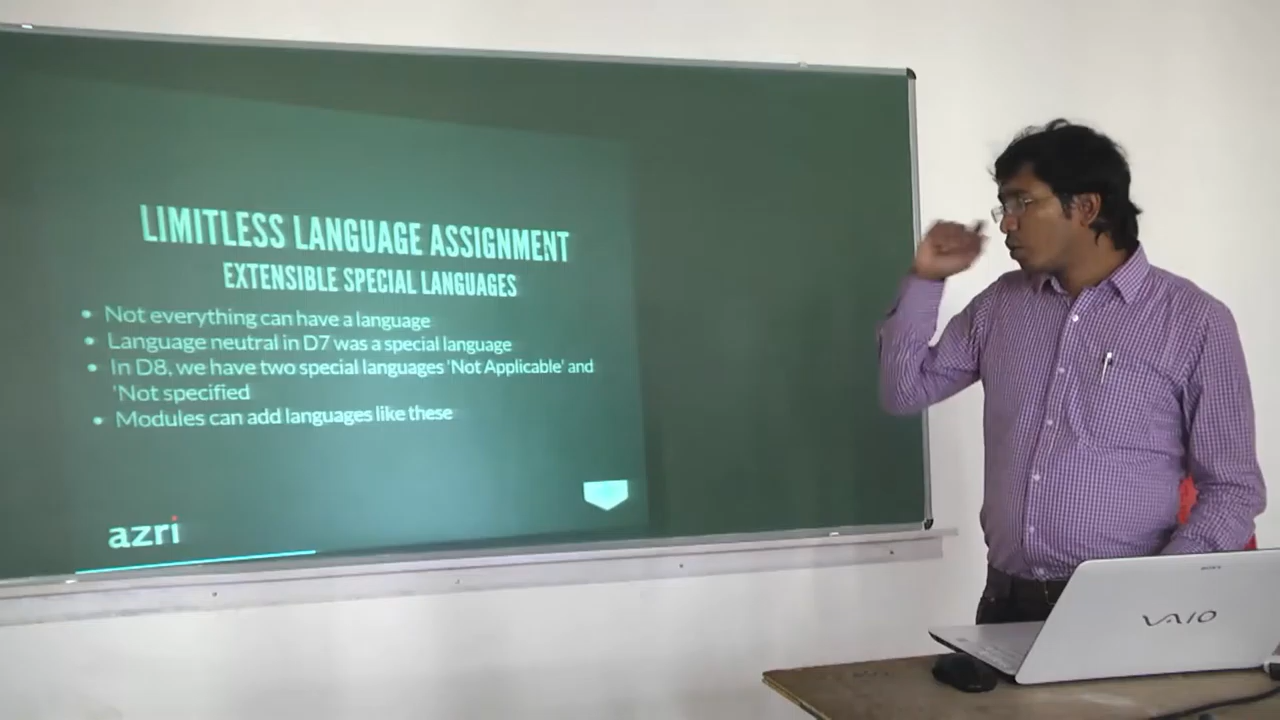 LIMITLESS LANGUAGE ASSIGNMENT
EXTENSIBLE SPECIAL LANGUAGES
• Not everything can have a language
• Language neutral in D7 was a special language
• In D8, we have two special languages 'Not Applicable' and
'Not specified
• Modules can add languages like these
azri
SONY
VAIO